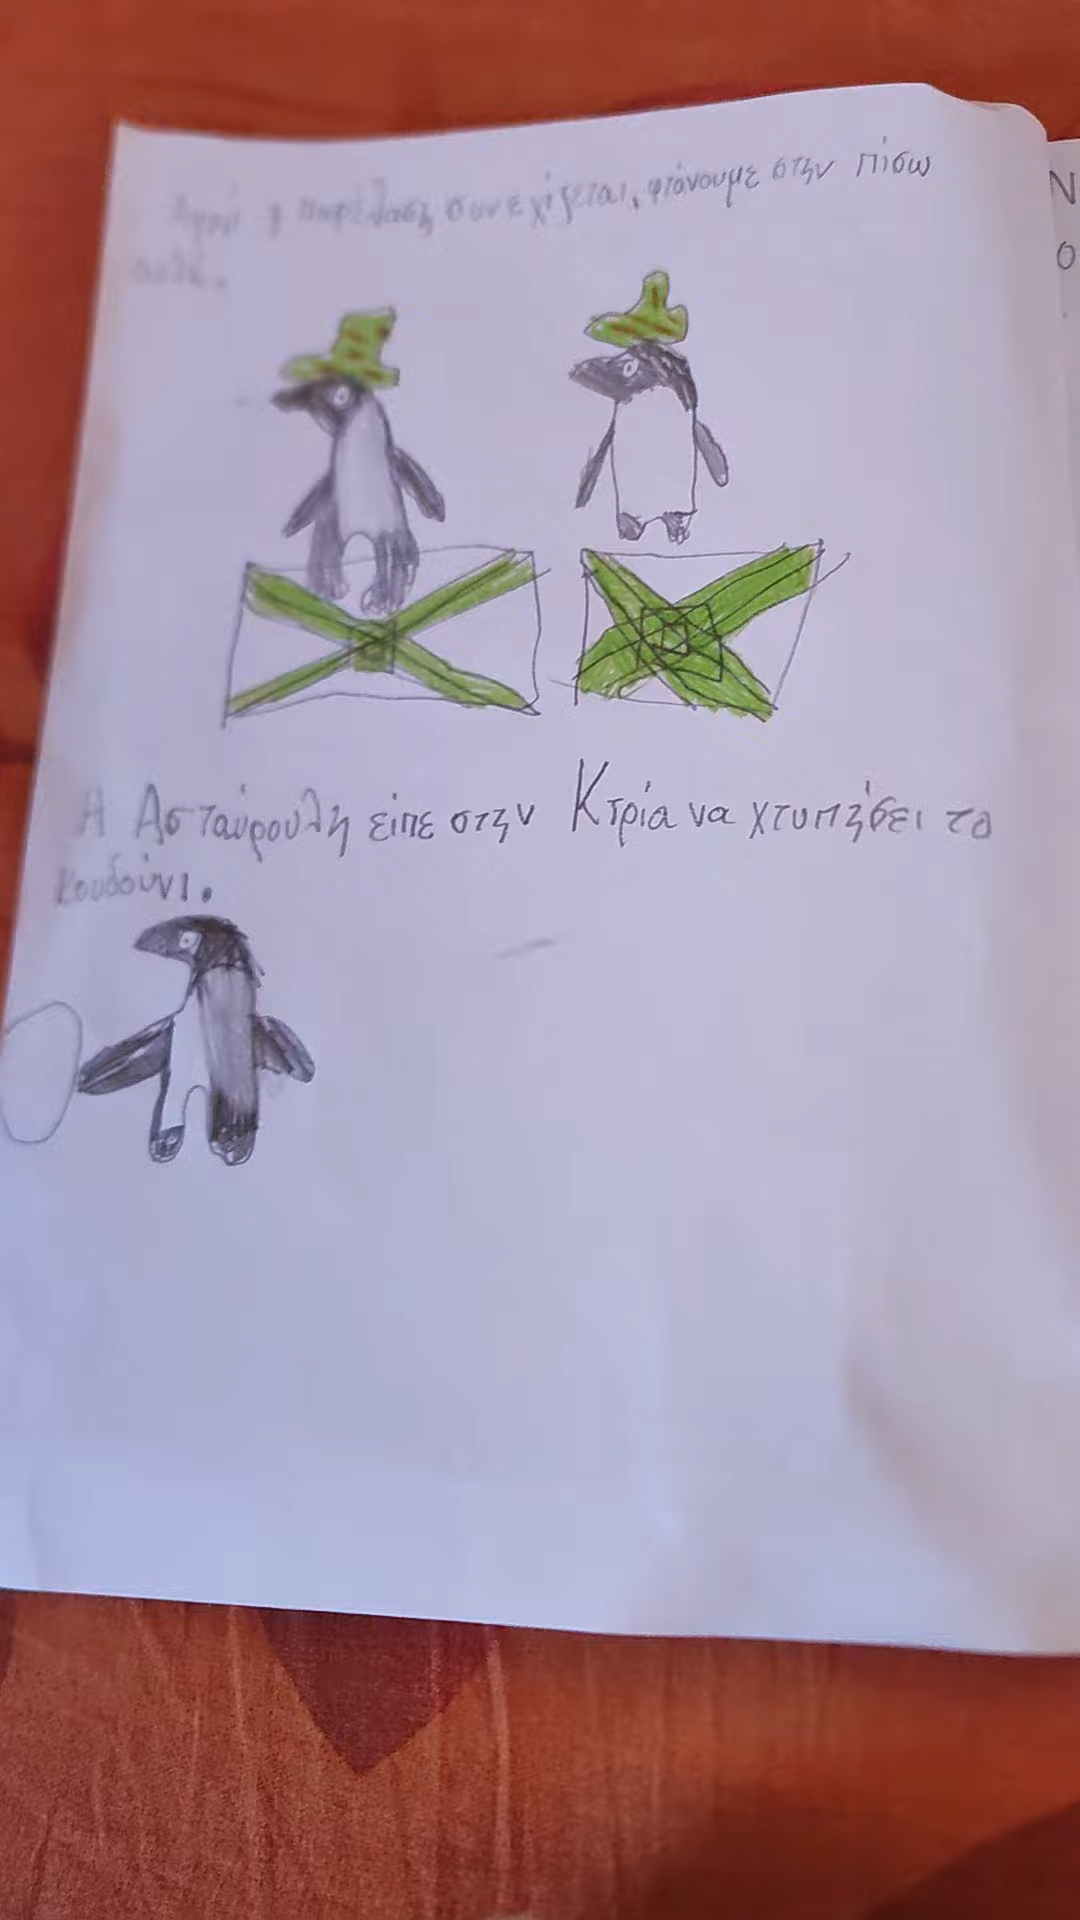 Αφού η παρέλαση συνεχίζεται, φτάνουμε στην πίσω
αυλή.
Η Ασταύρουλη είπε στην Κτρία να χτυπήσει το
κουδούνι.
Ν
Ο